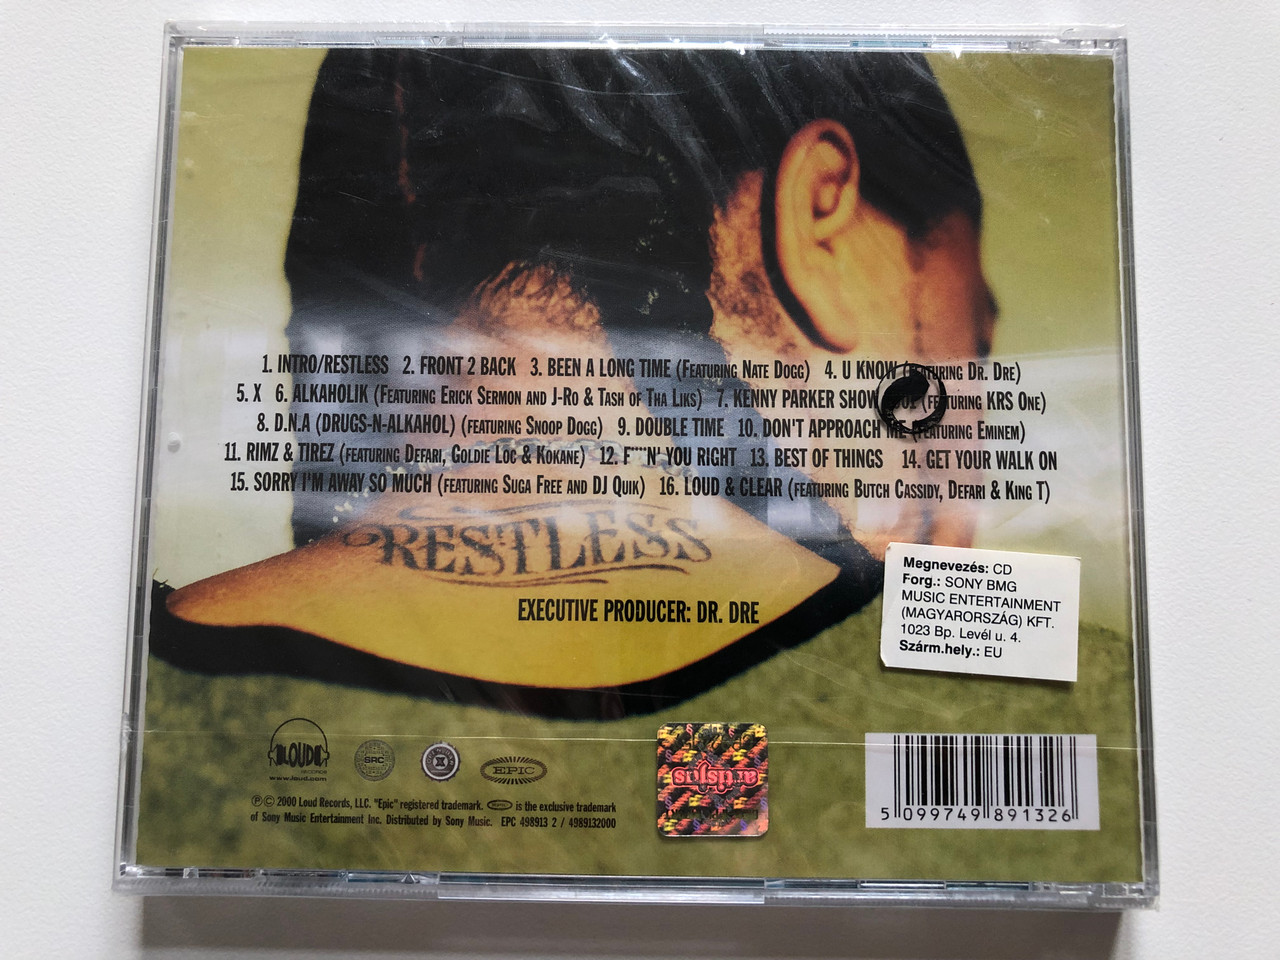 1. INTRO/RESTLESS 2. FRONT 2 BACK 3. BEEN A LONG TIME (FEATURING NATE DOGG) 4. U KNOW (FEATURING DR. DRE)
5. X 6. ALKAHOLIK (FEATURING ERICK SERMON AND J-RO & TASH OF THA LIKS) 7. KENNY PARKER SHOW (FEATURING KRS ONE)
8. D.N.A (DRUGS-N-ALKAHOL) (FEATURING SNOOP DOGG) 9. DOUBLE TIME 10. DON'T APPROACH ME (FEATURING EMINEM)
11. RIMZ & TIREZ (FEATURING DEFARI, GOLDIE LOC & KOKANE) 12. F****N' YOU RIGHT 13. BEST OF THINGS 14. GET YOUR WALK ON
15. SORRY I'M AWAY SO MUCH (FEATURING SUGA FREE AND DJ QUIK) 16. LOUD & CLEAR (FEATURING BUTCH CASSIDY, DEFARI & KING T)
RESTLESS
EXECUTIVE PRODUCER: DR. DRE
Megnevezés: CD
Forg.: SONY BMG
MUSIC ENTERTAINMENT
(MAGYARORSZÁG) KFT.
1023 Bp. Levél u. 4.
Szárm.hely.: EU
LOUD
RECORDS
www.loud.com
SRC
EPIC
artisjus
℗© 2000 Loud Records, LLC. "Epic" registered trademark. is the exclusive trademark
of Sony Music Entertainment Inc. Distributed by Sony Music. EPC 498913 2 / 4989132000
5 099749 891326